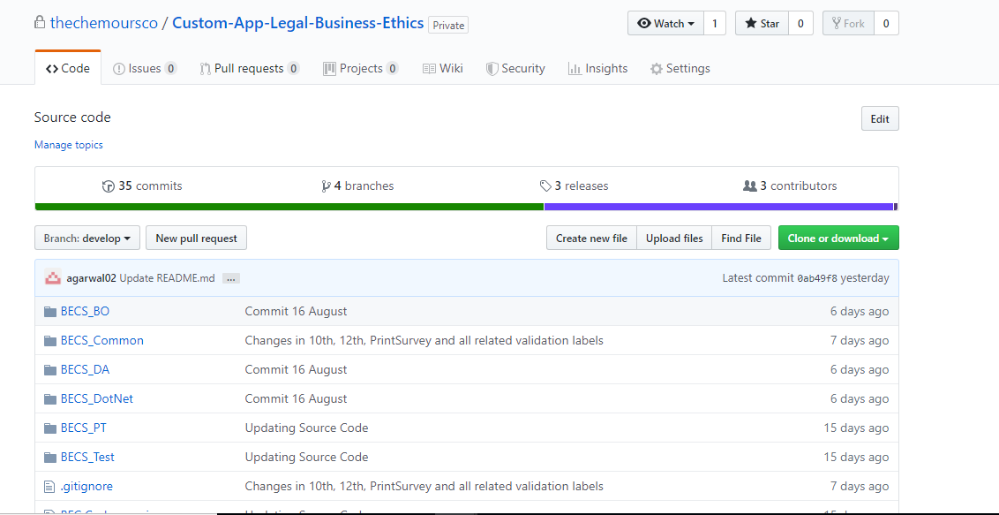 thechemoursco / Custom-App-Legal-Business-Ethics Private Watch 1 Star 0 Fork 0
Code Issues 0 Pull requests 0 Projects 0 Wiki Security Insights Settings
Source code Edit
Manage topics
35 commits 4 branches 3 releases 3 contributors
Branch: develop New pull request Create new file Upload files Find File Clone or download
agarwal02 Update README.md ... Latest commit 0ab49f8 yesterday
BECS_BO Commit 16 August 6 days ago
BECS_Common Changes in 10th, 12th, PrintSurvey and all related validation labels 7 days ago
BECS_DA Commit 16 August 6 days ago
BECS_DotNet Commit 16 August 6 days ago
BECS_PT Updating Source Code 15 days ago
BECS_Test Updating Source Code 15 days ago
.gitignore Changes in 10th, 12th, PrintSurvey and all related validation labels 7 days ago